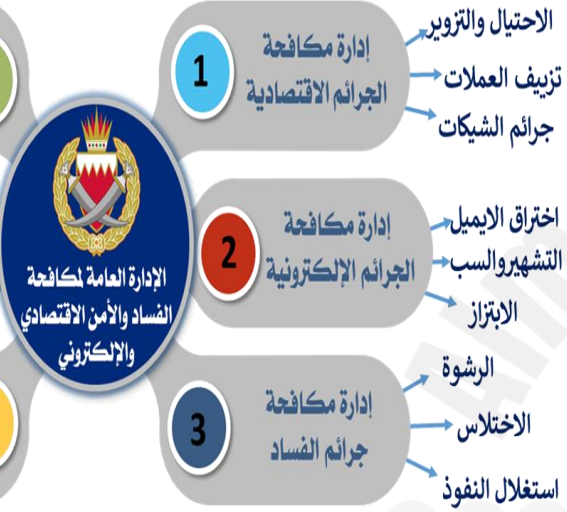 الإدارة العامة لمكافحة
الفساد والأمن الاقتصادي
والإلكتروني
1
إدارة مكافحة
الجرائم الاقتصادية
الاحتيال والتزوير
تزييف العملات
جرائم الشيكات
2
إدارة مكافحة
الجرائم الإلكترونية
اختراق الايميل
التشهيروالسب
الابتزاز
3
إدارة مكافحة
جرائم الفساد
الرشوة
الاختلاس
استغلال النفوذ